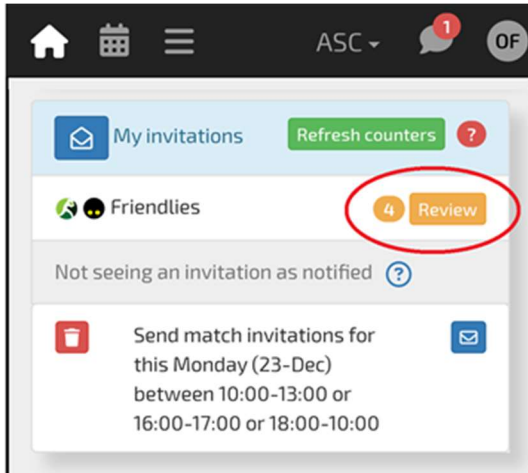 ASC 1 OF
My invitations Refresh counters ?
Friendlies 4 Review
Not seeing an invitation as notified ?
Send match invitations for
this Monday (23-Dec)
between 10:00-13:00 or
16:00-17:00 or 18:00-10:00